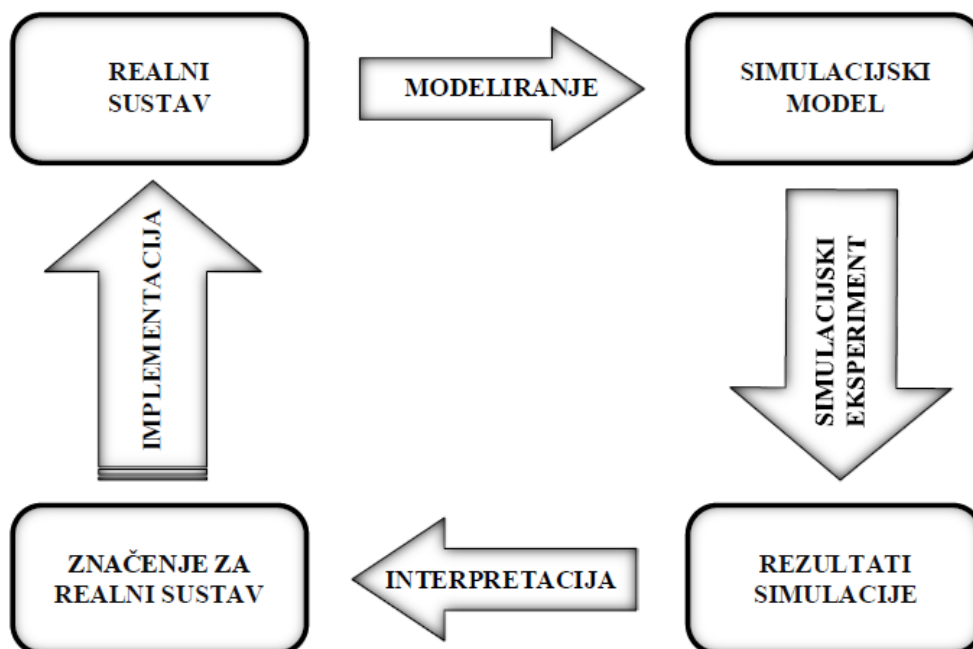 REALNI
SUSTAV
MODELIRANJE
SIMULACIJSKI
MODEL
IMPLEMENTACIJA
SIMULACIJSKI
EKSPERIMENT
ZNAČENJE ZA
REALNI SUSTAV
INTERPRETACIJA
REZULTATI
SIMULACIJE